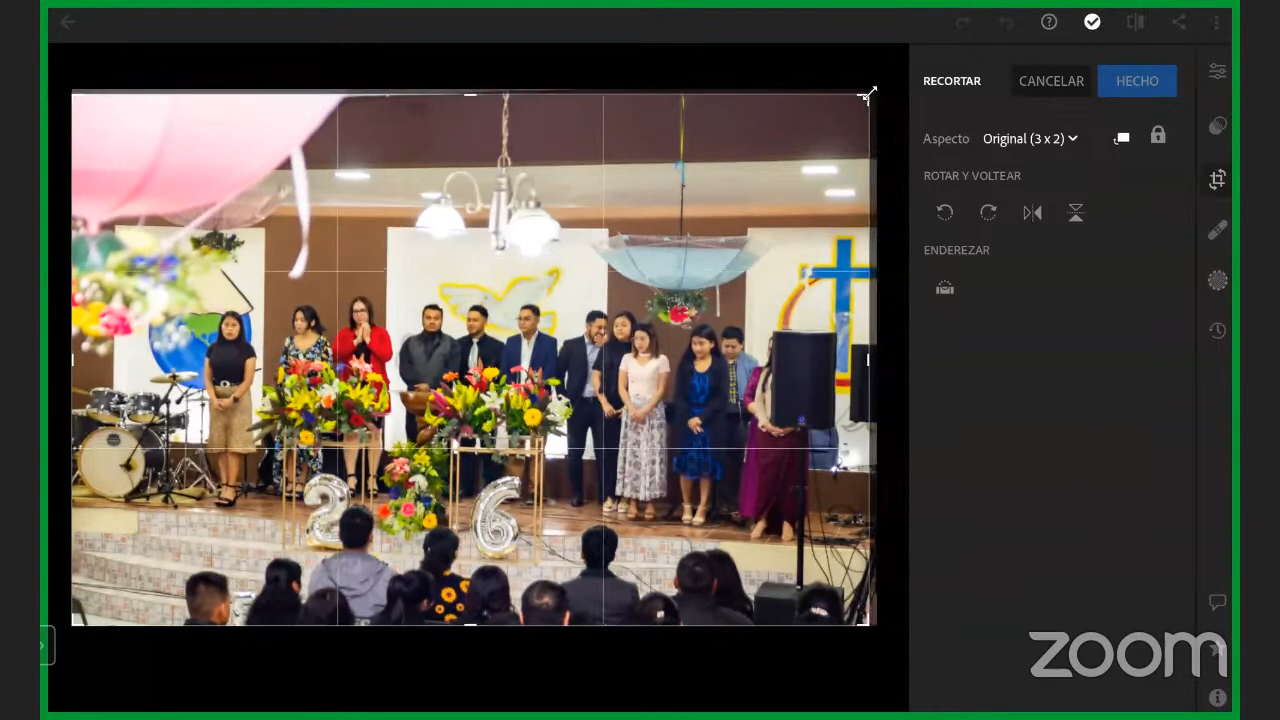 RECORTAR
CANCELAR
HECHO
Aspecto
Original (3 x 2)
ROTAR Y VOLTEAR
ENDEREZAR
26
zoom